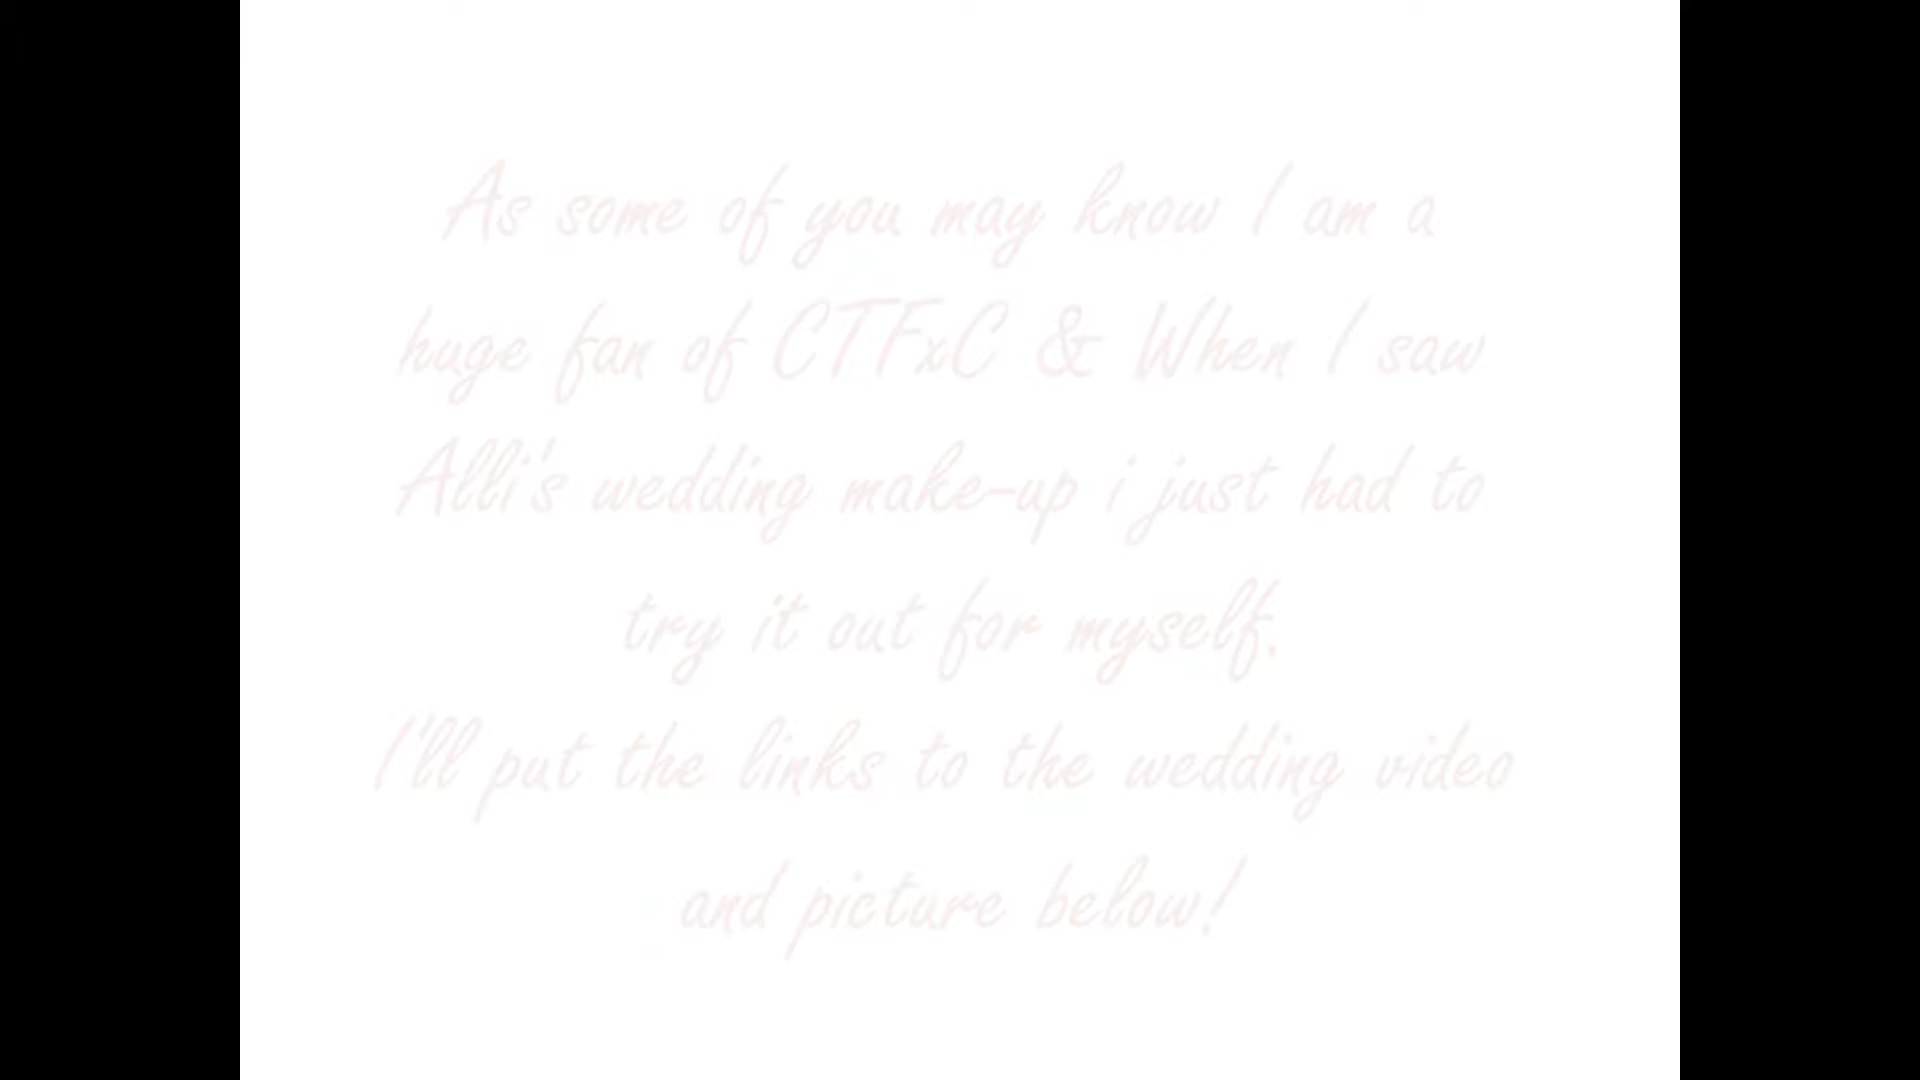 As some of you may know I am a
huge fan of CTFxC & When I saw
Alli's wedding make-up i just had to
try it out for myself.
I'll put the links to the wedding video
and picture below!